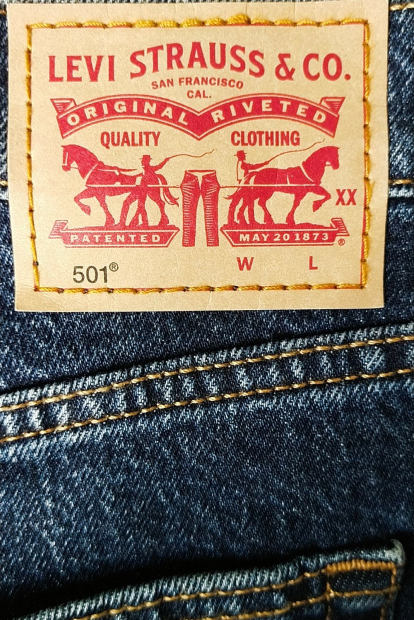 LEVI STRAUSS & CO.
SAN FRANCISCO
CAL.
ORIGINAL RIVETED
QUALITY CLOTHING
XX
PATENTED MAY 20 1873 ®
501® W L